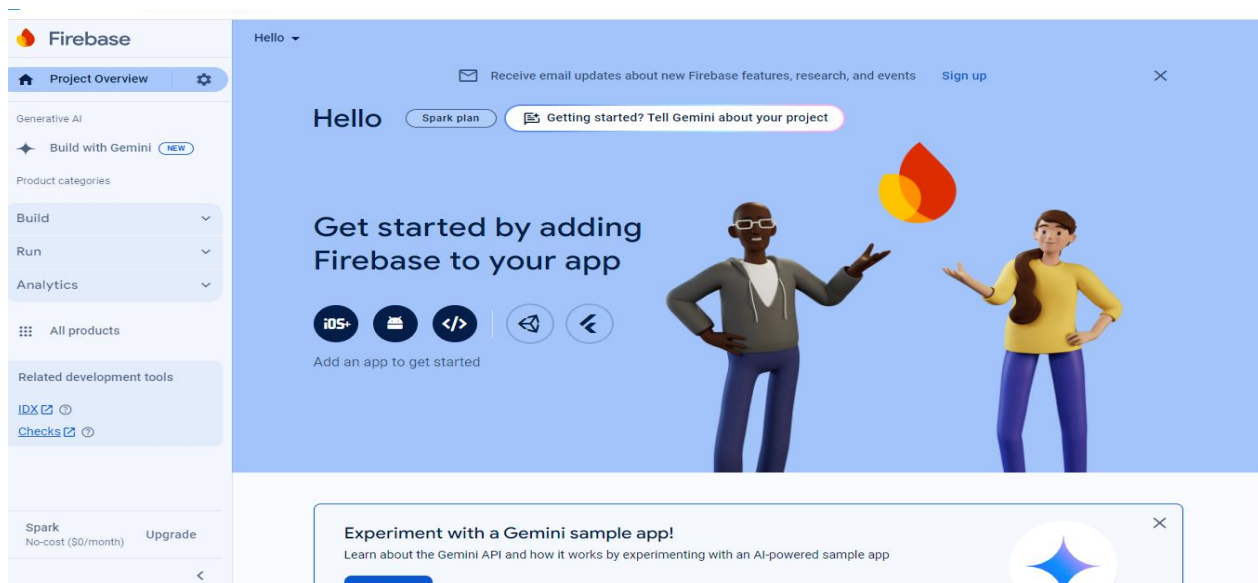 Firebase
Project Overview
Generative AI
Build with Gemini NEW
Product categories
Build
Run
Analytics
All products
Related development tools
IDX
Checks
Spark
No-cost ($0/month)
Upgrade
Hello
Receive email updates about new Firebase features, research, and events Sign up
Hello Spark plan Getting started? Tell Gemini about your project
Get started by adding
Firebase to your app
iOS+ </>
Add an app to get started
Experiment with a Gemini sample app!
Learn about the Gemini API and how it works by experimenting with an AI-powered sample app